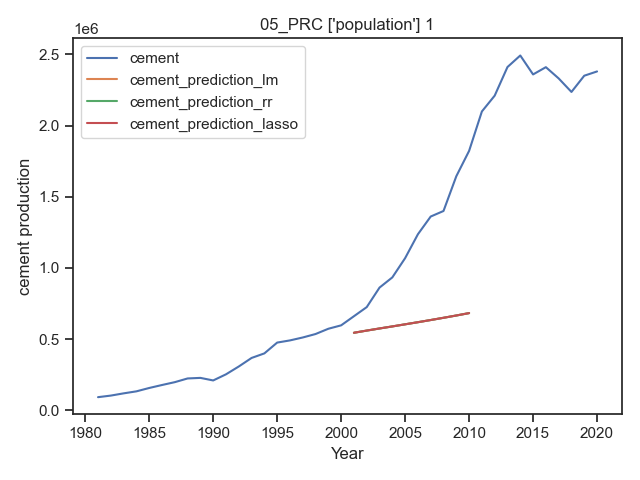 05_PRC ['population'] 1
1e6
cement
cement_prediction_lm
cement_prediction_rr
cement_prediction_lasso
2.5
2.0
1.5
1.0
0.5
0.0
cement production
1980 1985 1990 1995 2000 2005 2010 2015 2020
Year